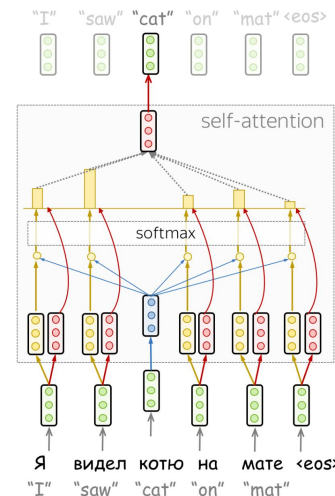 "I" "saw" "cat" "on" "mat" <eos>
self-attention
softmax
Я видел котю на мате <eos>
"I" "saw" "cat" "on" "mat"